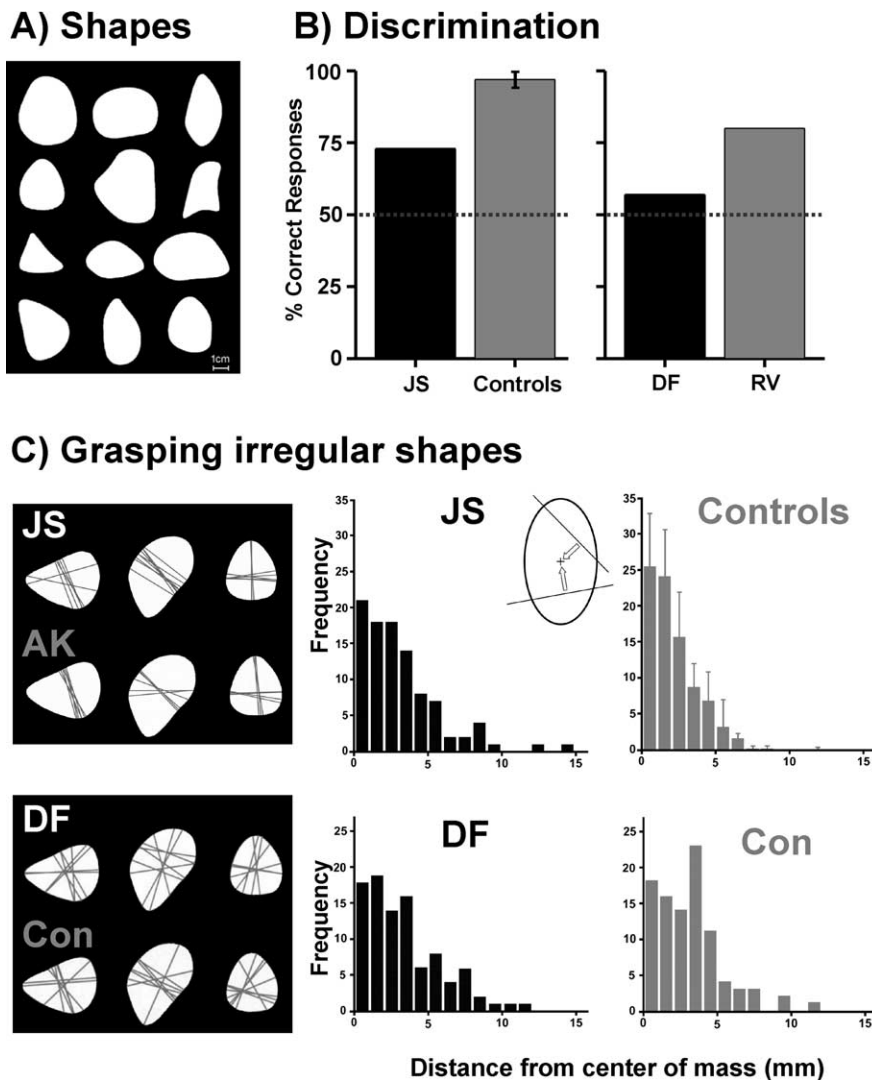 A) Shapes
1cm
B) Discrimination
% Correct Responses
100
75
50
25
0
JS
Controls
DF
RV
C) Grasping irregular shapes
JS
AK
JS
Frequency
35
30
25
20
15
10
5
0
0
5
10
15
Controls
35
30
25
20
15
10
5
0
0
5
10
15
DF
Con
DF
Frequency
25
20
15
10
5
0
0
5
10
15
Con
25
20
15
10
5
0
0
5
10
15
Distance from center of mass (mm)